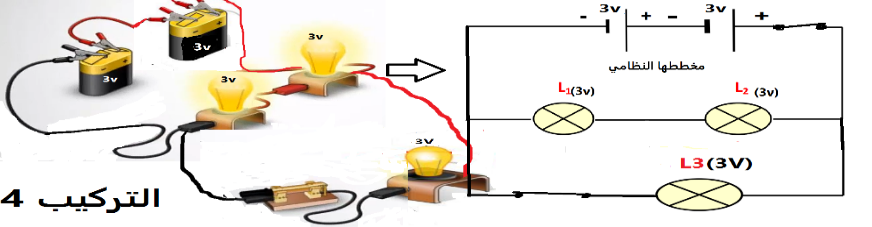 3v
3v
3v
3v
3V
التركيب 4
3v
3v
- + - +
مخططها النظامي
L1(3v)
L2 (3v)
L3(3V)